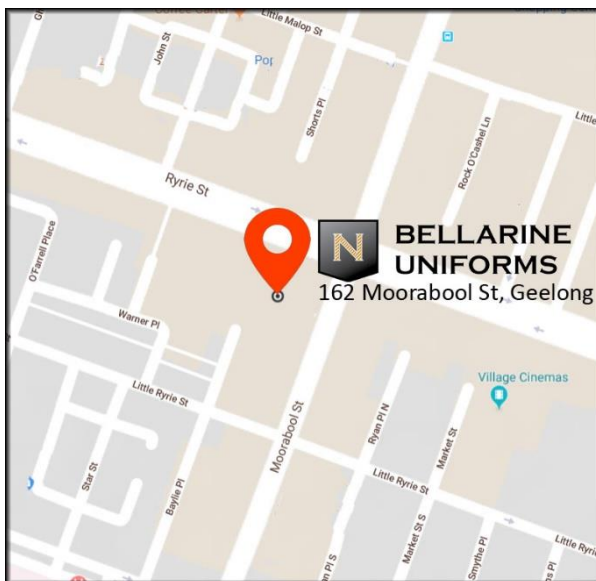 Little Malop St
John St
Shorts Pl
Little
Rock O'Cashel Ln
Ryrie St
O'Farrell Place
N
BELLARINE
UNIFORMS
162 Moorabool St, Geelong
Warner Pl
Village Cinemas
Little Ryrie St
Moorabool St
Ryan Pl N
Market St
Star St
Baylie Pl
Little Ryrie St
Market St S
Smythe Pl
Little Ryrie